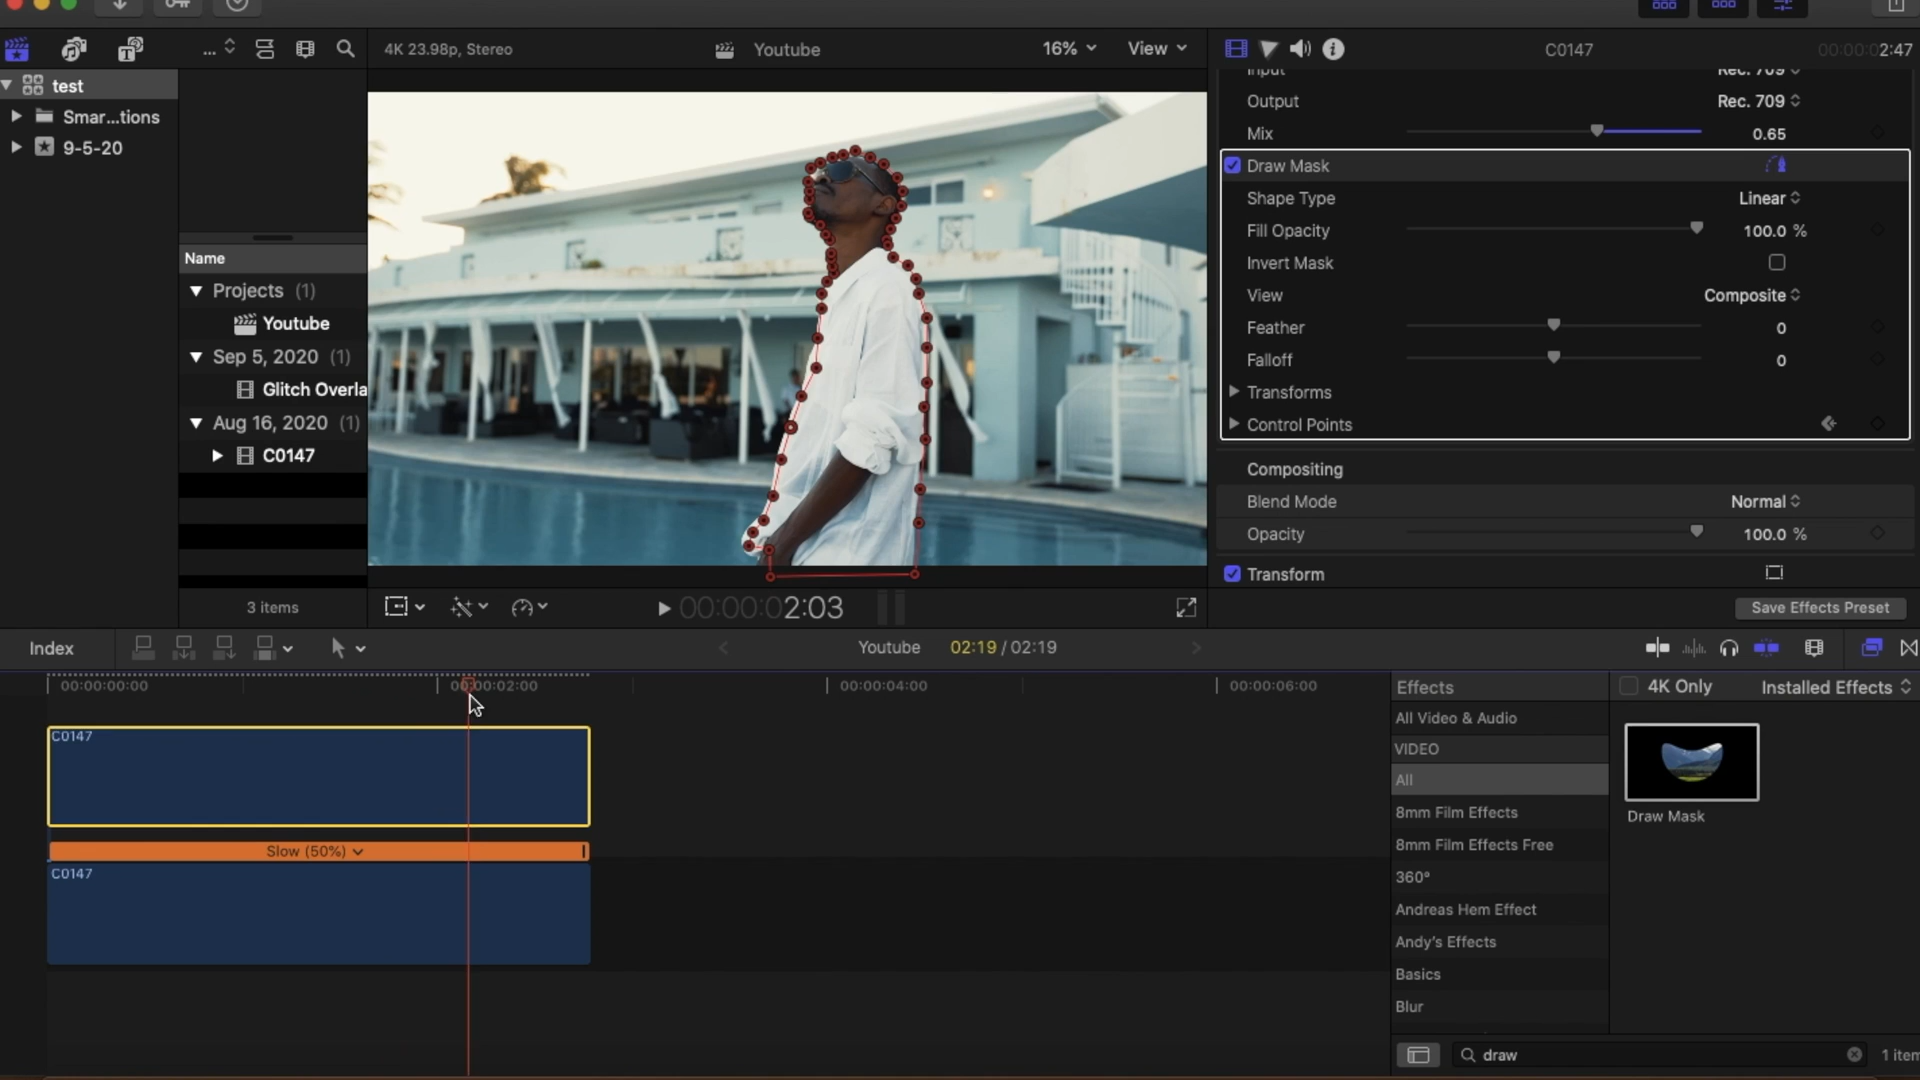 4K 23.98p, Stereo
Youtube
16%
View
C0147
00:00:02:47
test
Smar...tions
9-5-20
Name
Projects (1)
Youtube
Sep 5, 2020 (1)
Glitch Overla
Aug 16, 2020 (1)
C0147
3 items
00:00:02:03
Input Rec. 709
Output Rec. 709
Mix 0.65
Draw Mask
Shape Type Linear
Fill Opacity 100.0 %
Invert Mask
View Composite
Feather 0
Falloff 0
Transforms
Control Points
Compositing
Blend Mode Normal
Opacity 100.0 %
Transform
Save Effects Preset
Index
Youtube 02:19 / 02:19
00:00:00:00 00:00:02:00 00:00:04:00 00:00:06:00
C0147
Slow (50%)
C0147
Effects
4K Only
Installed Effects
All Video & Audio
VIDEO
All
8mm Film Effects
8mm Film Effects Free
360°
Andreas Hem Effect
Andy's Effects
Basics
Blur
Draw Mask
draw
1 item